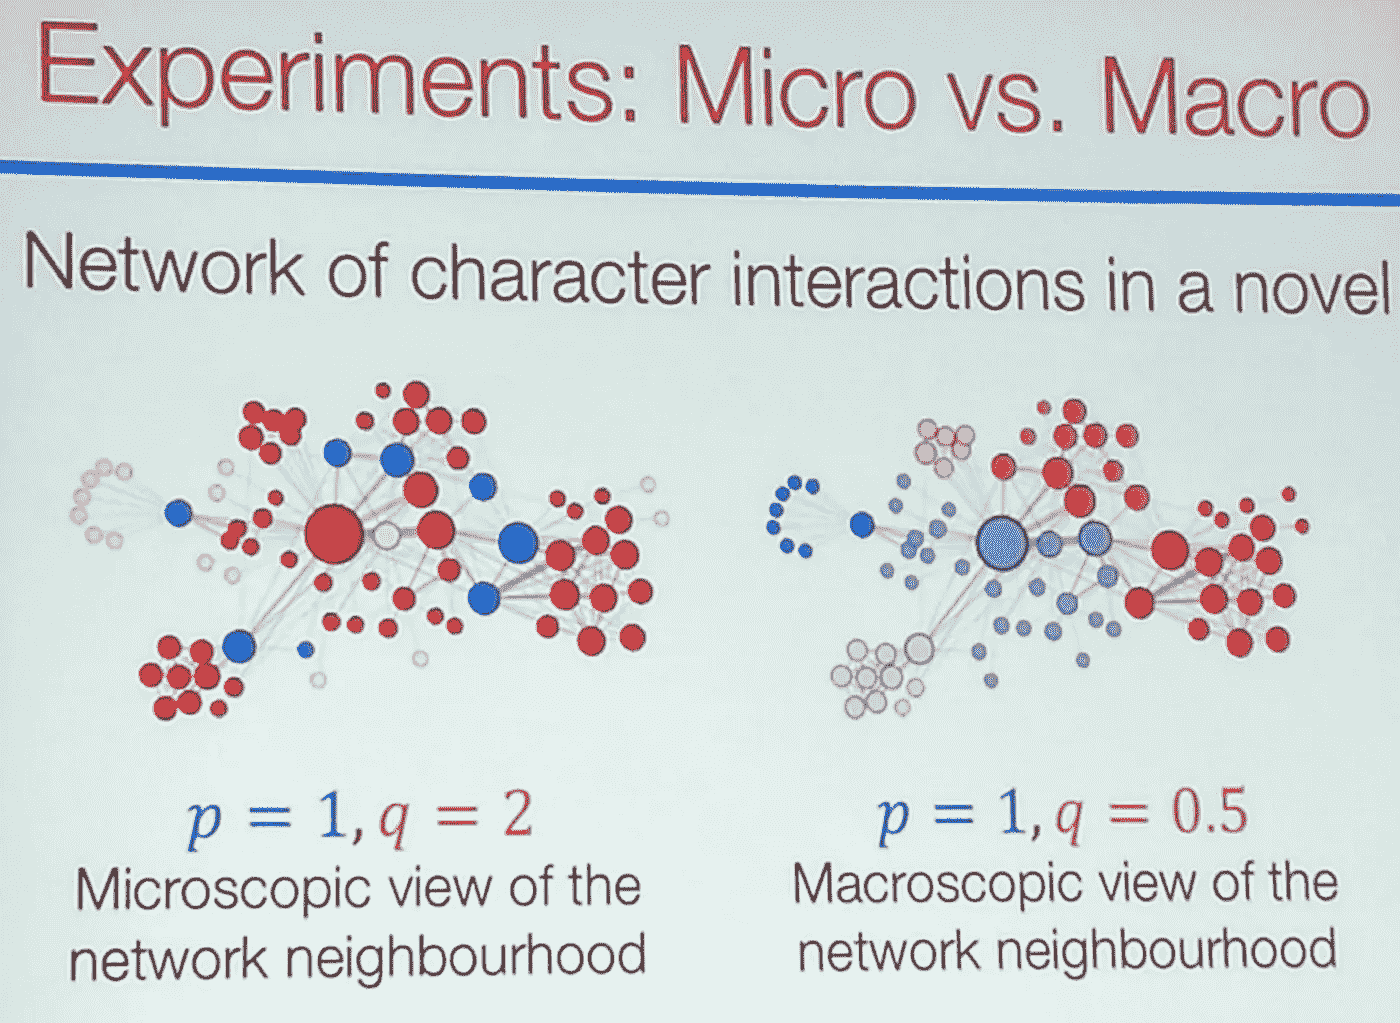 Experiments: Micro vs. Macro
Network of character interactions in a novel
p = 1, q = 2
p = 1, q = 0.5
Microscopic view of the
network neighbourhood
Macroscopic view of the
network neighbourhood